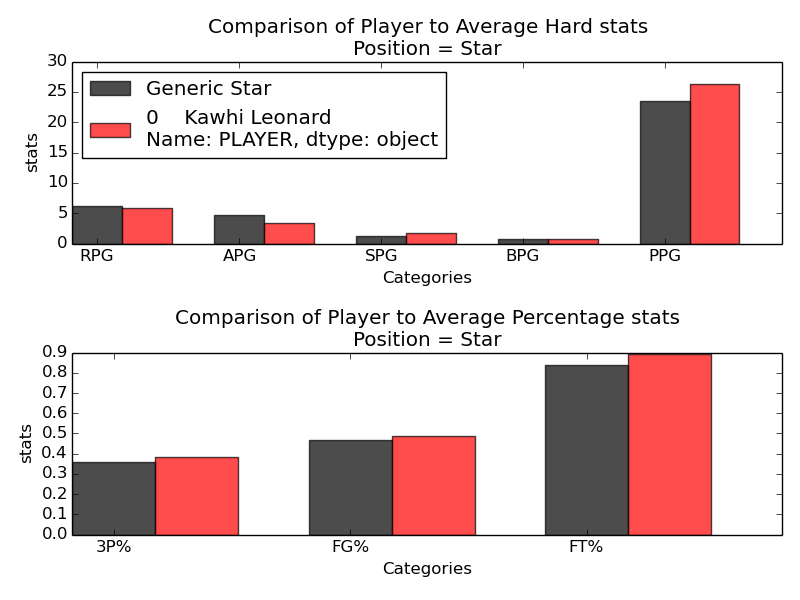 Comparison of Player to Average Hard stats
Position = Star
30
25
20
15
10
5
0
stats
Generic Star
0    Kawhi Leonard
Name: PLAYER, dtype: object
RPG APG SPG BPG PPG
Categories
Comparison of Player to Average Percentage stats
Position = Star
0.9
0.8
0.7
0.6
0.5
0.4
0.3
0.2
0.1
0.0
stats
3P% FG% FT%
Categories